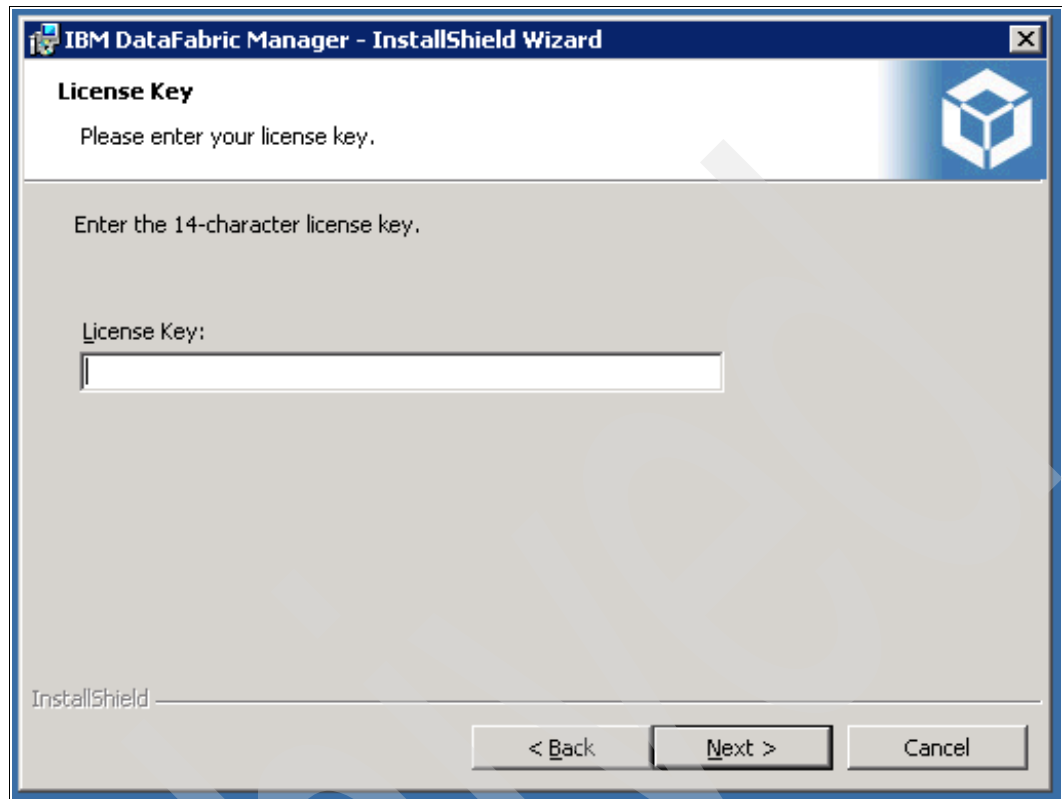 IBM DataFabric Manager - InstallShield Wizard
License Key
Please enter your license key.
Enter the 14-character license key.
License Key:
InstallShield
< Back Next > Cancel